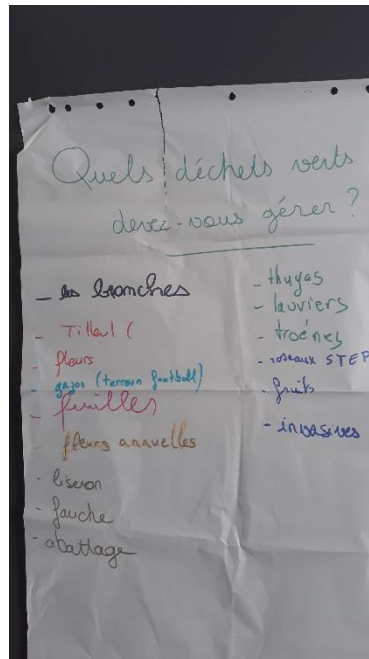 Quels déchets verts
devez-vous gérer ?
- les branches
- Tilleul (
- fleurs
- gazon (terrain football)
- feuilles
- fleurs annuelles
- liseron
- fauche
- abattage
- thuyas
- lauriers
- troénes
- roseaux STEP
- fruits
- invasives